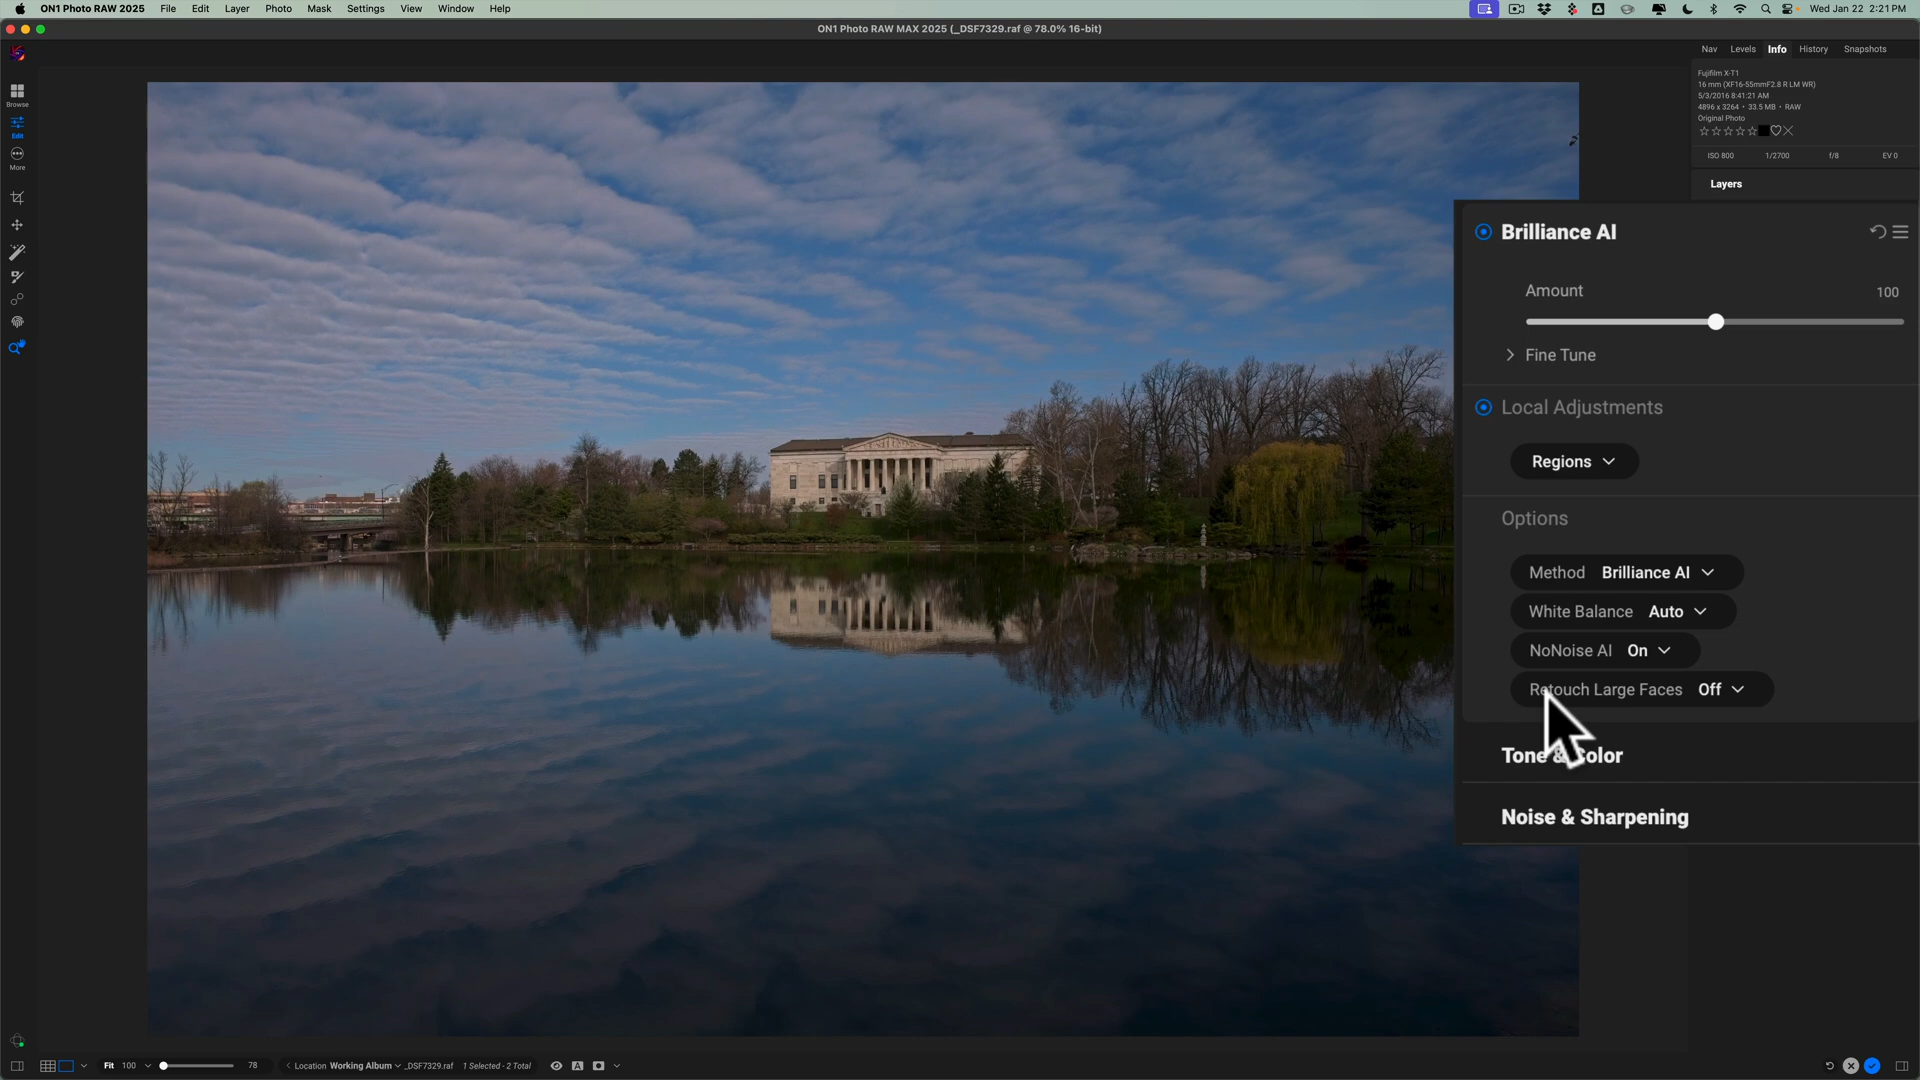 ON1 Photo RAW 2025 File Edit Layer Photo Mask Settings View Window Help Wed Jan 22 2:21 PM
ON1 Photo RAW MAX 2025 (_DSF7329.raf @ 78.0% 16-bit)
Nav Levels Info History Snapshots
Fujifilm X-T1
16 mm (XF16-55mmF2.8 R LM WR)
5/3/2016 8:41:21 AM
4896 x 3264 • 33.5 MB • RAW
Original Photo
ISO 800 1/2700 f/8 EV 0
Layers
Browse
Edit
More
Brilliance AI
Amount 100
Fine Tune
Local Adjustments
Regions
Options
Method Brilliance AI
White Balance Auto
NoNoise AI On
Retouch Large Faces Off
Tone & Color
Noise & Sharpening
Fit 100 78 Location Working Album _DSF7329.raf 1 Selected - 2 Total A